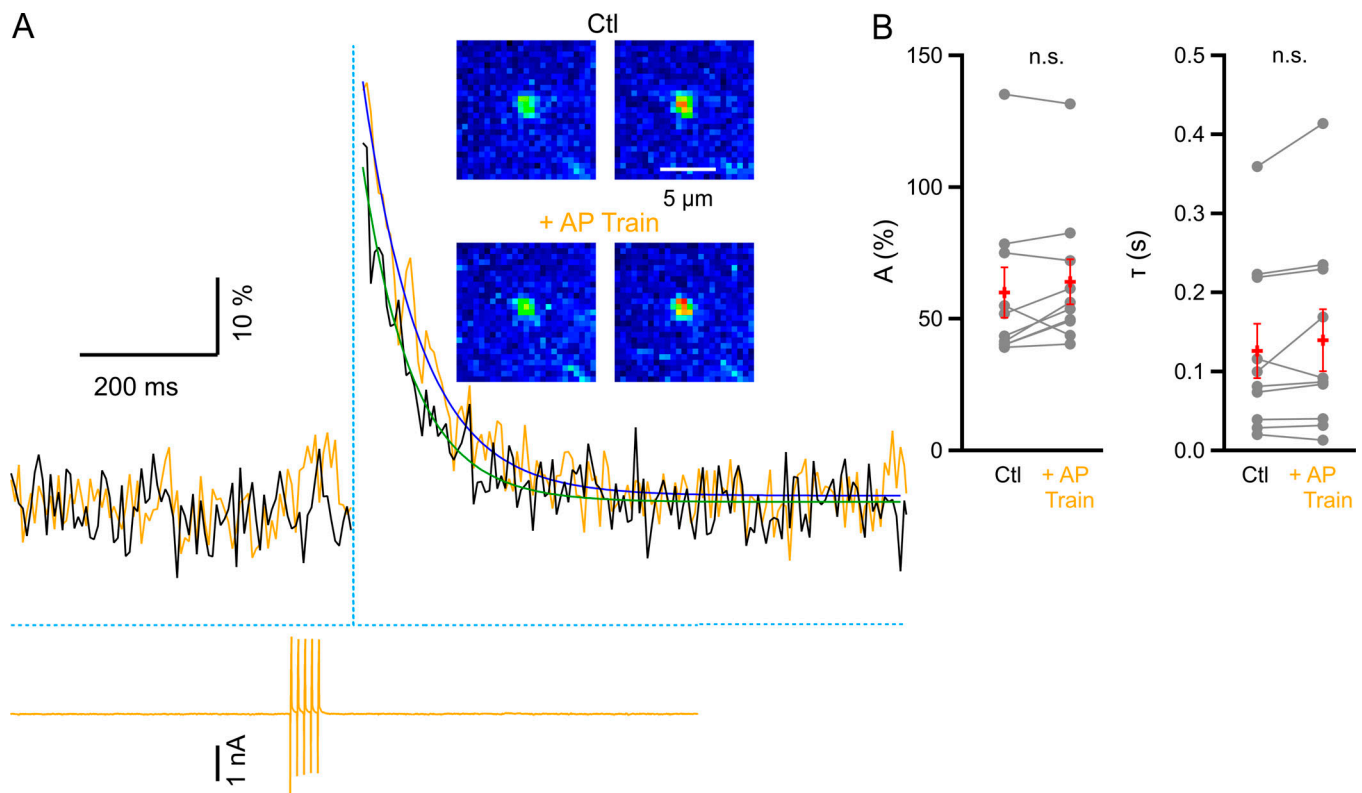 A
Ctl
5 µm
+ AP Train
10 %
200 ms
1 nA
B
n.s.
150
100
50
0
A (%)
Ctl
+ AP
Train
n.s.
0.5
0.4
0.3
0.2
0.1
0.0
τ (s)
Ctl
+ AP
Train